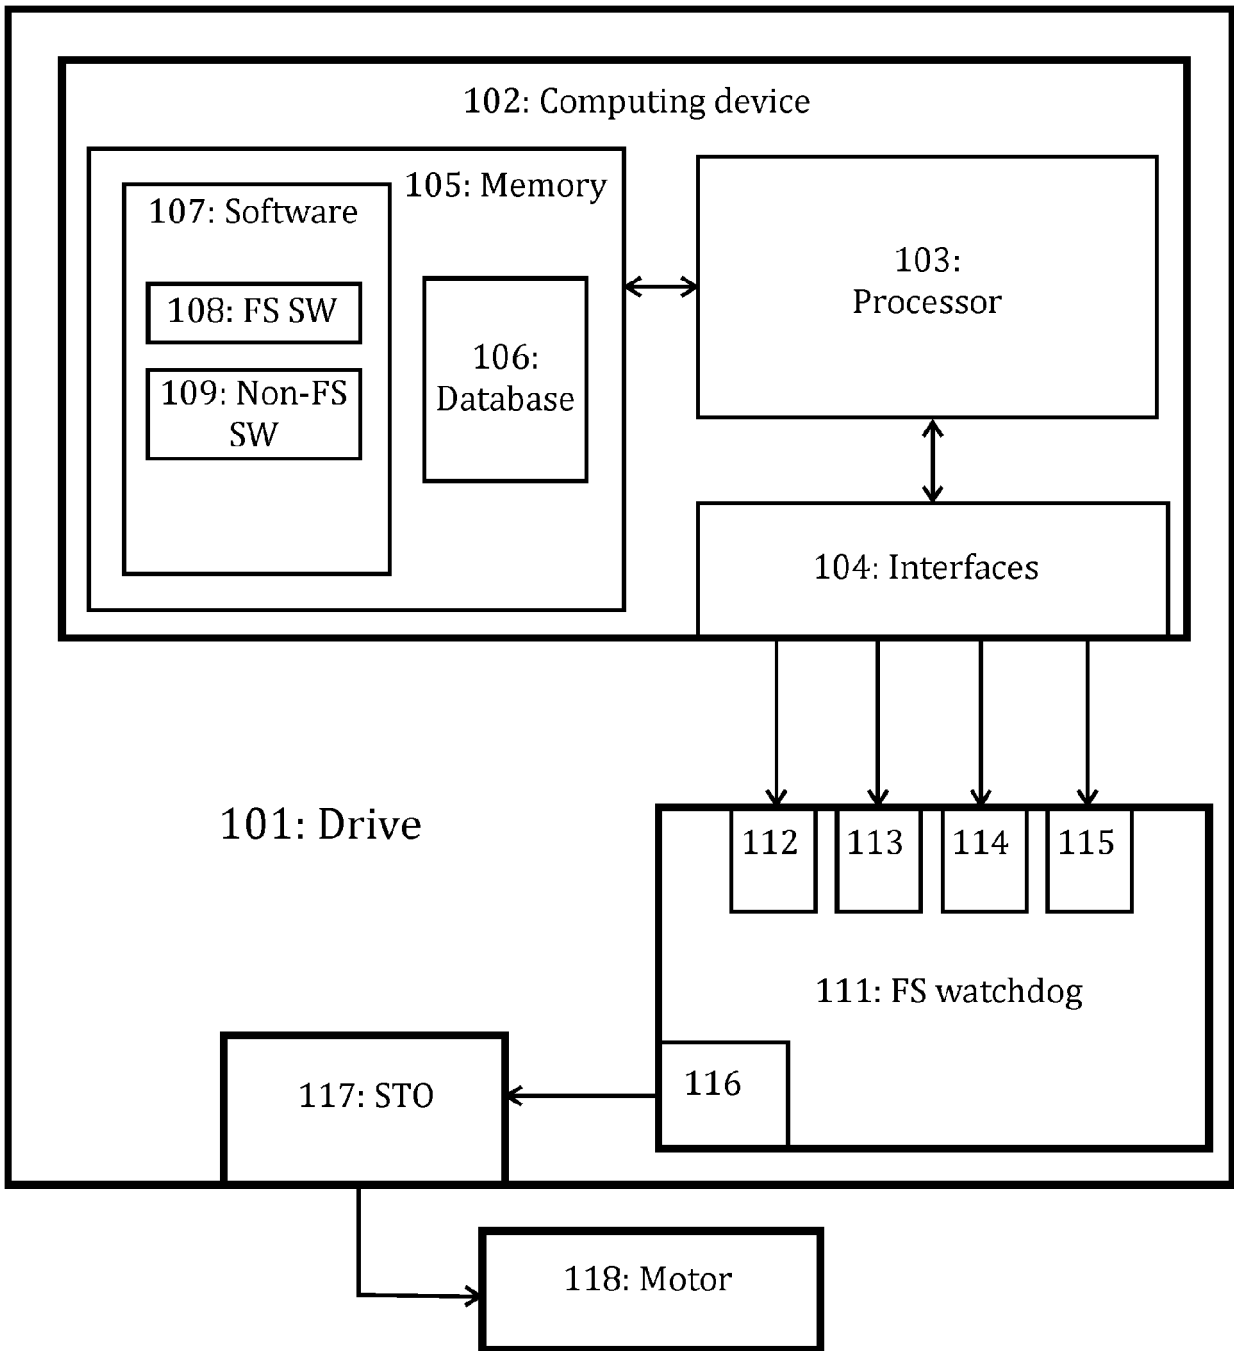 102: Computing device
105: Memory
107: Software
108: FS SW
109: Non-FS
SW
106:
Database
103:
Processor
104: Interfaces
101: Drive
112
113
114
115
111: FS watchdog
116
117: STO
118: Motor